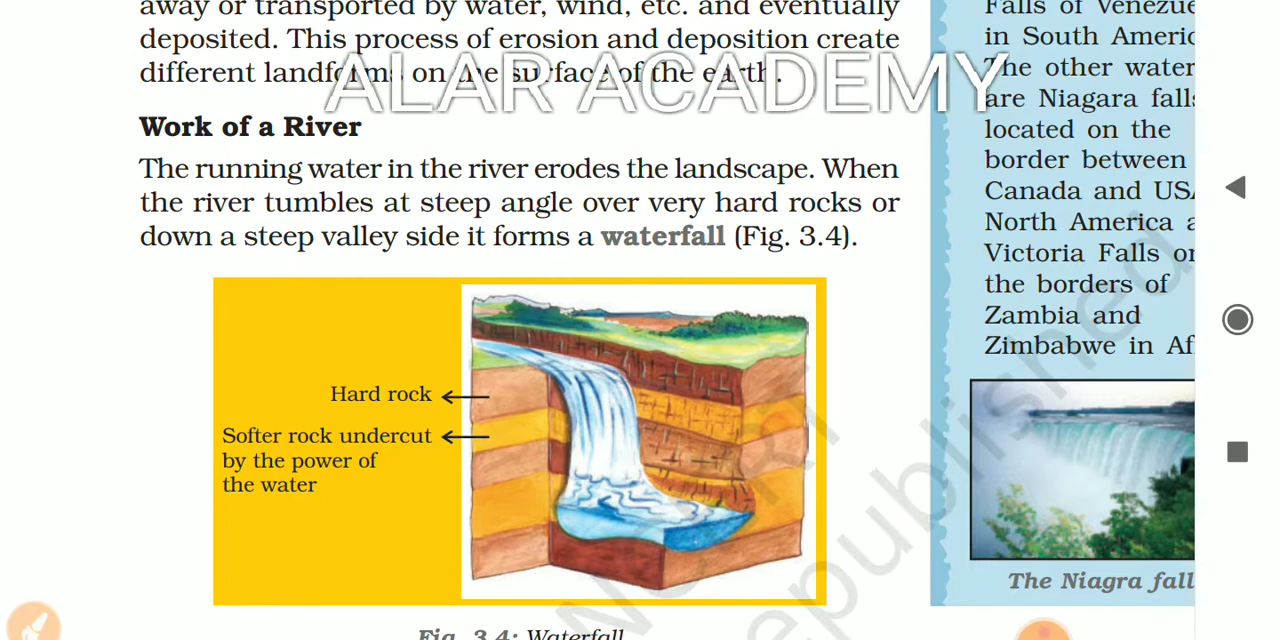 away or transported by water, wind, etc. and eventually
deposited. This process of erosion and deposition create
different landforms on the surface of the earth.
ALAR ACADEMY
Work of a River
The running water in the river erodes the landscape. When
the river tumbles at steep angle over very hard rocks or
down a steep valley side it forms a waterfall (Fig. 3.4).
Hard rock
Softer rock undercut
by the power of
the water
Fig. 3.4: Waterfall
Falls of Venezue
in South Americ
The other water
are Niagara falls
located on the
border between
Canada and USA
North America a
Victoria Falls on
the borders of
Zambia and
Zimbabwe in Af
The Niagra fall
NCERT
republished